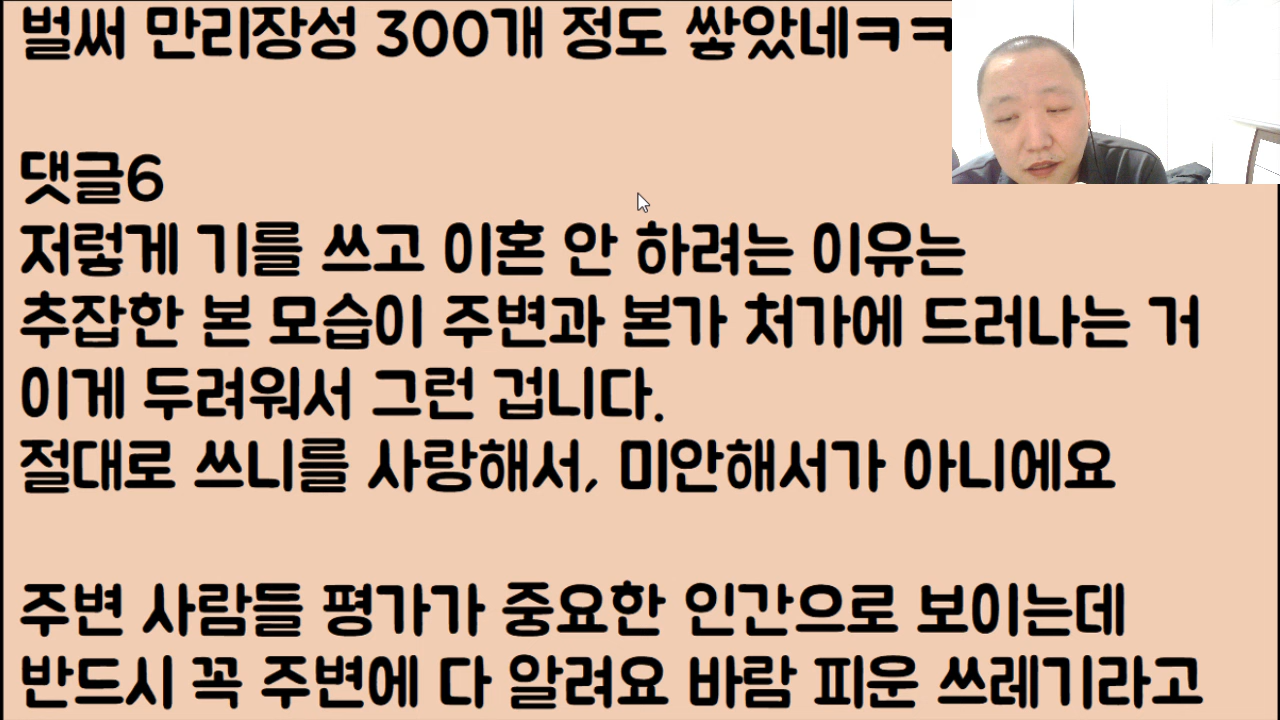 벌써 만리장성 300개 정도 쌓았네ㅋㅋ
댓글6
저렇게 기를 쓰고 이혼 안 하려는 이유는
추잡한 본 모습이 주변과 본가 처가에 드러나는 거
이게 두려워서 그런 겁니다.
절대로 쓰니를 사랑해서, 미안해서가 아니에요
주변 사람들 평가가 중요한 인간으로 보이는데
반드시 꼭 주변에 다 알려요 바람 피운 쓰레기라고